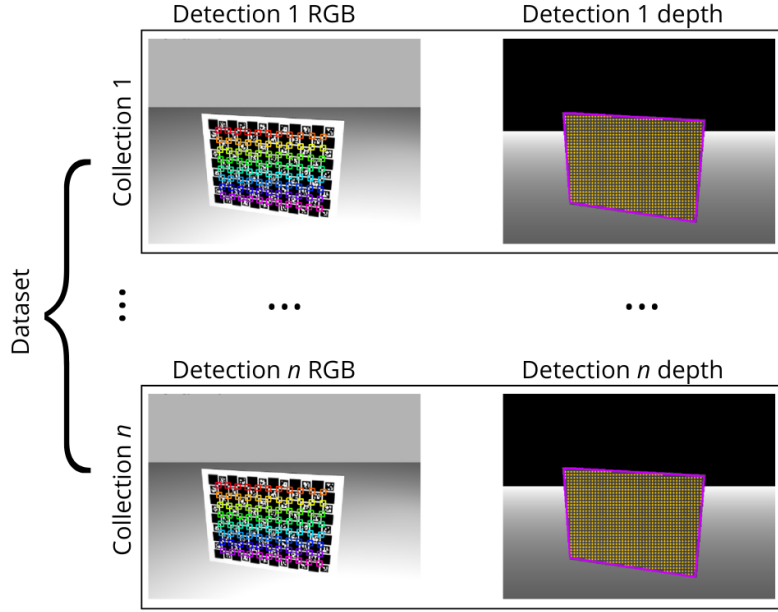 Detection 1 RGB
Detection 1 depth
Collection 1
Dataset
...
...
...
Detection n RGB
Detection n depth
Collection n